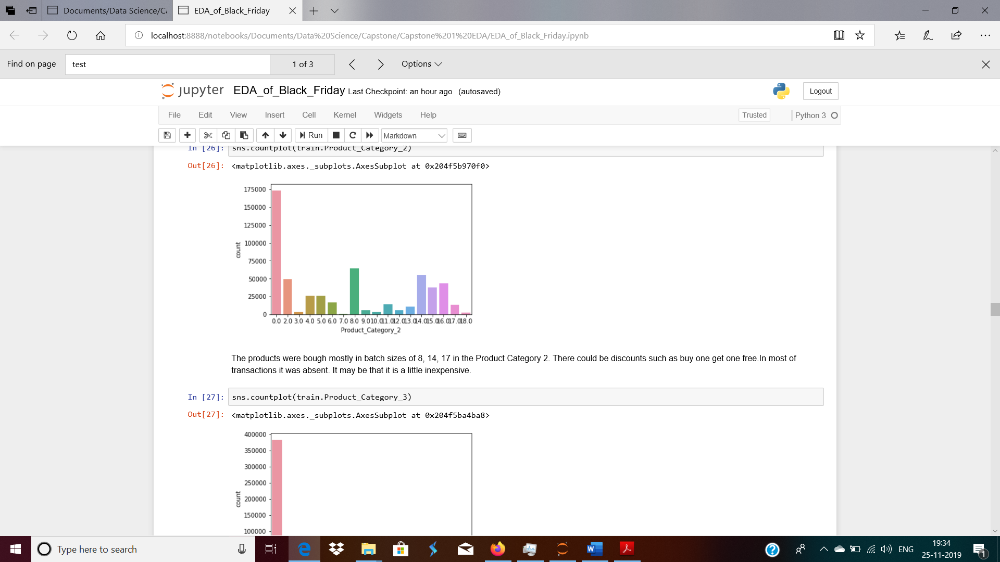 Documents/Data Science/Ca
EDA_of_Black_Friday
localhost:8888/notebooks/Documents/Data%20Science/Capstone/Capstone%201%20EDA/EDA_of_Black_Friday.ipynb
Find on page
test
1 of 3
Options
jupyter
EDA_of_Black_Friday
Last Checkpoint: an hour ago (autosaved)
Logout
File Edit View Insert Cell Kernel Widgets Help
Trusted
Python 3
Run
Markdown
In [26]: sns.countplot(train.Product_Category_2)
Out[26]: <matplotlib.axes._subplots.AxesSubplot at 0x204f5b970f0>
175000
150000
125000
100000
75000
50000
25000
0
count
0.0 2.0 3.0 4.0 5.0 6.0 7.0 8.0 9.0 10.0 11.0 12.0 13.0 14.0 15.0 16.0 17.0 18.0
Product_Category_2
The products were bough mostly in batch sizes of 8, 14, 17 in the Product Category 2. There could be discounts such as buy one get one free.In most of
transactions it was absent. It may be that it is a little inexpensive.
In [27]: sns.countplot(train.Product_Category_3)
Out[27]: <matplotlib.axes._subplots.AxesSubplot at 0x204f5ba4ba8>
400000
350000
300000
250000
200000
150000
100000
count
Type here to search
ENG
19:34
25-11-2019
1